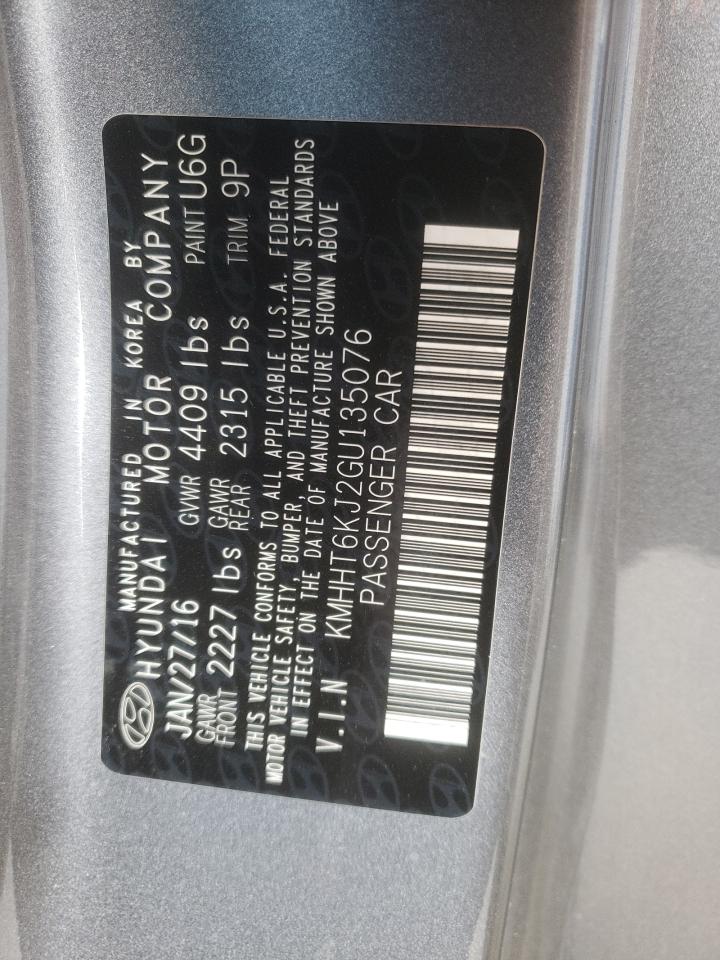 MANUFACTURED IN KOREA BY
HYUNDAI MOTOR COMPANY
JAN/27/16 GVWR 4409 lbs PAINT U6G
GAWR FRONT 2227 lbs GAWR REAR 2315 lbs TRIM 9P
THIS VEHICLE CONFORMS TO ALL APPLICABLE U.S.A. FEDERAL
MOTOR VEHICLE SAFETY, BUMPER, AND THEFT PREVENTION STANDARDS
IN EFFECT ON THE DATE OF MANUFACTURE SHOWN ABOVE
V.I.N KMHHT6KJ2GU135076
PASSENGER CAR